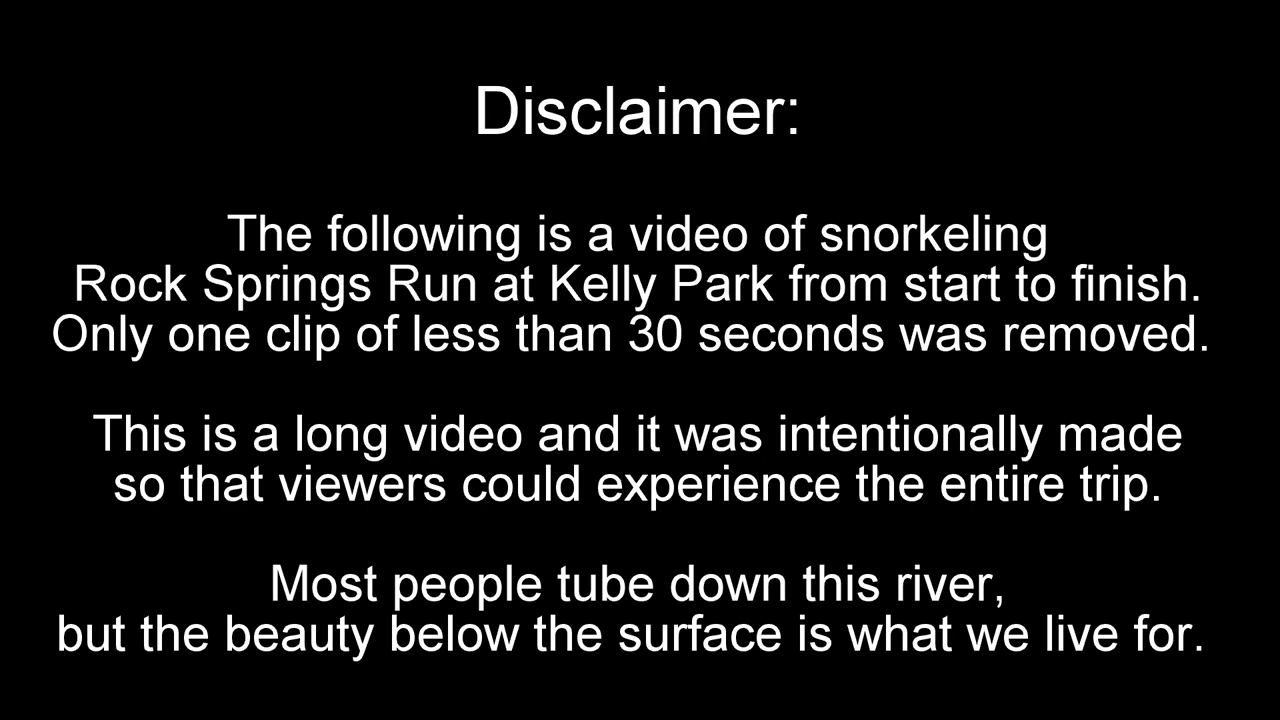 Disclaimer:
The following is a video of snorkeling
Rock Springs Run at Kelly Park from start to finish.
Only one clip of less than 30 seconds was removed.
This is a long video and it was intentionally made
so that viewers could experience the entire trip.
Most people tube down this river,
but the beauty below the surface is what we live for.